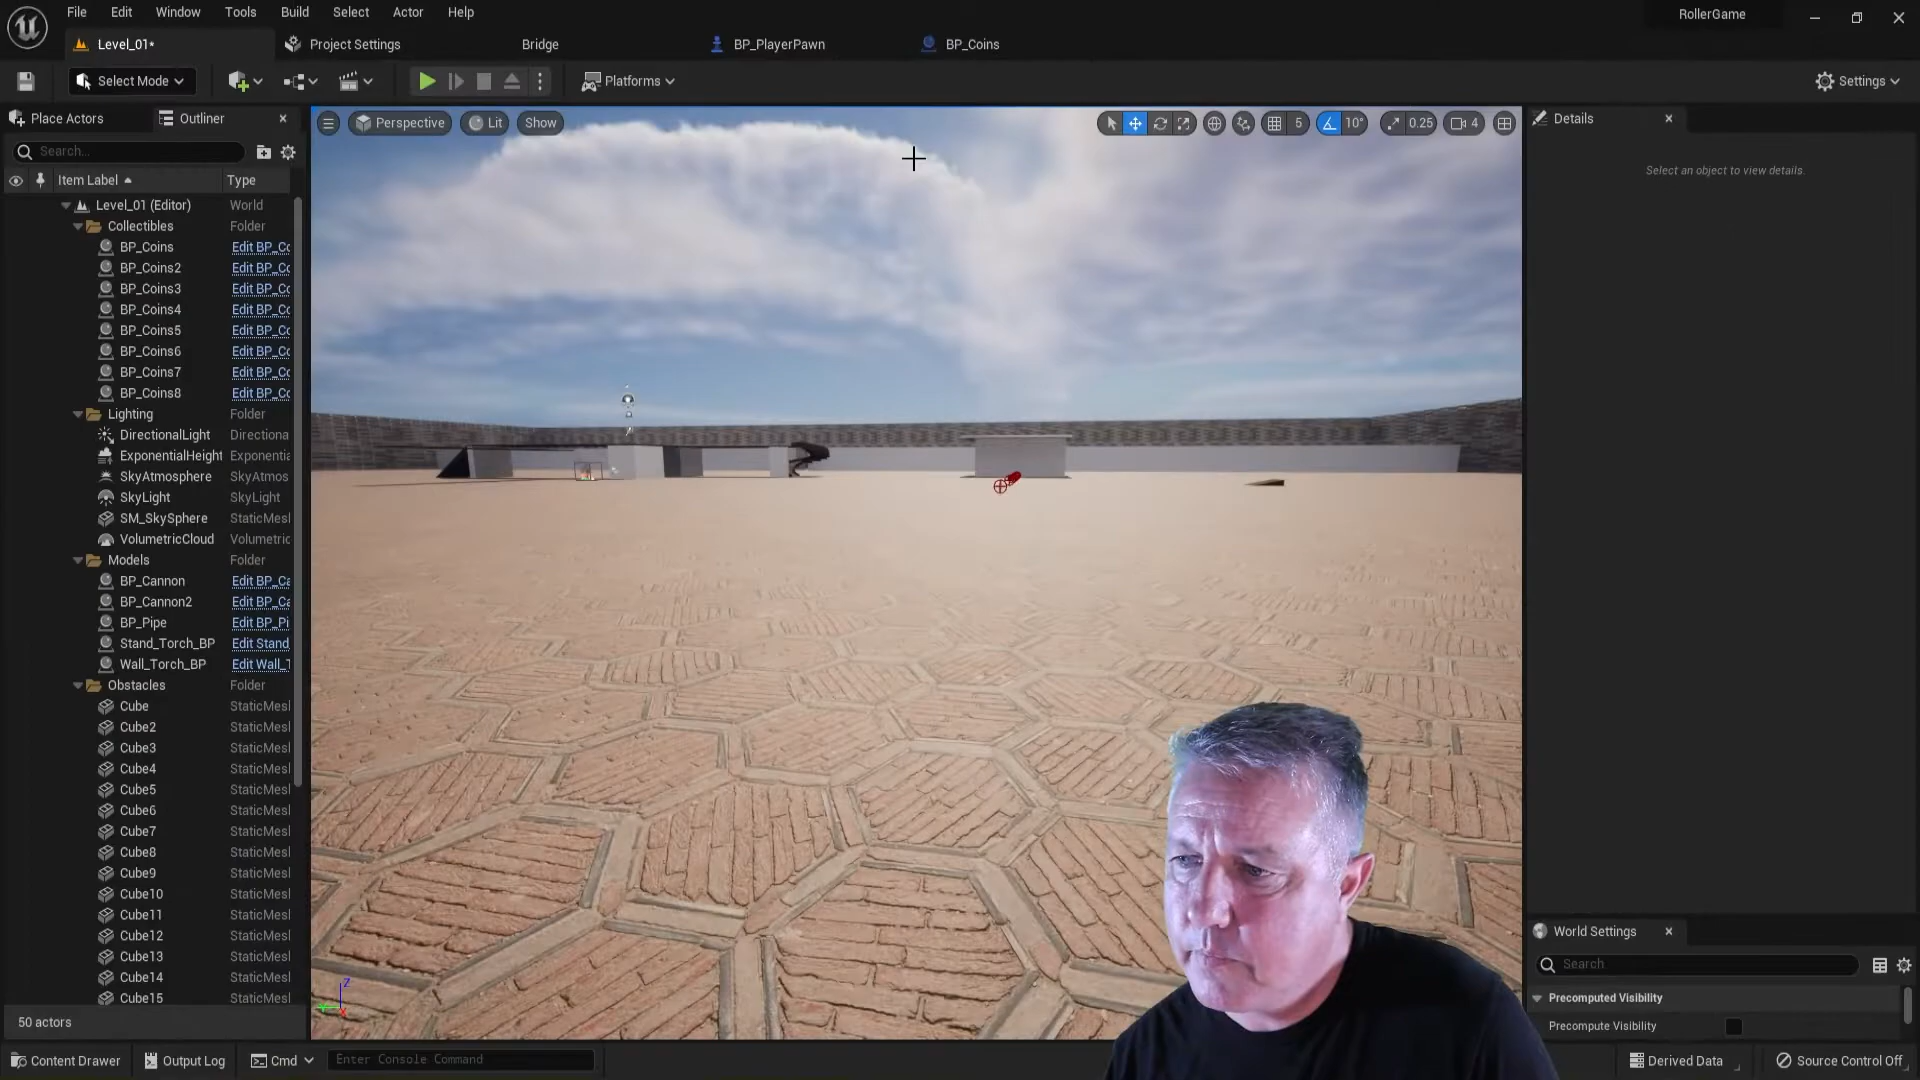 File Edit Window Tools Build Select Actor Help
RollerGame
Level_01*
Project Settings
Bridge
BP_PlayerPawn
BP_Coins
Select Mode
Platforms
Settings
Place Actors
Outliner
Search...
Item Label
Type
Level_01 (Editor) World
Collectibles Folder
BP_Coins Edit BP_Co
BP_Coins2 Edit BP_Co
BP_Coins3 Edit BP_Co
BP_Coins4 Edit BP_Co
BP_Coins5 Edit BP_Co
BP_Coins6 Edit BP_Co
BP_Coins7 Edit BP_Co
BP_Coins8 Edit BP_Co
Lighting Folder
DirectionalLight Directiona
ExponentialHeight Exponentia
SkyAtmosphere SkyAtmos
SkyLight SkyLight
SM_SkySphere StaticMesl
VolumetricCloud Volumetric
Models Folder
BP_Cannon Edit BP_Ca
BP_Cannon2 Edit BP_Ca
BP_Pipe Edit BP_Pi
Stand_Torch_BP Edit Stand_
Wall_Torch_BP Edit Wall_T
Obstacles Folder
Cube StaticMesl
Cube2 StaticMesl
Cube3 StaticMesl
Cube4 StaticMesl
Cube5 StaticMesl
Cube6 StaticMesl
Cube7 StaticMesl
Cube8 StaticMesl
Cube9 StaticMesl
Cube10 StaticMesl
Cube11 StaticMesl
Cube12 StaticMesl
Cube13 StaticMesl
Cube14 StaticMesl
Cube15 StaticMesl
50 actors
Perspective
Lit
Show
5
10°
0.25
4
Z
X
Details
Select an object to view details.
World Settings
Search
Precomputed Visibility
Precompute Visibility
Content Drawer
Output Log
Cmd
Enter Console Command
Derived Data
Source Control Off